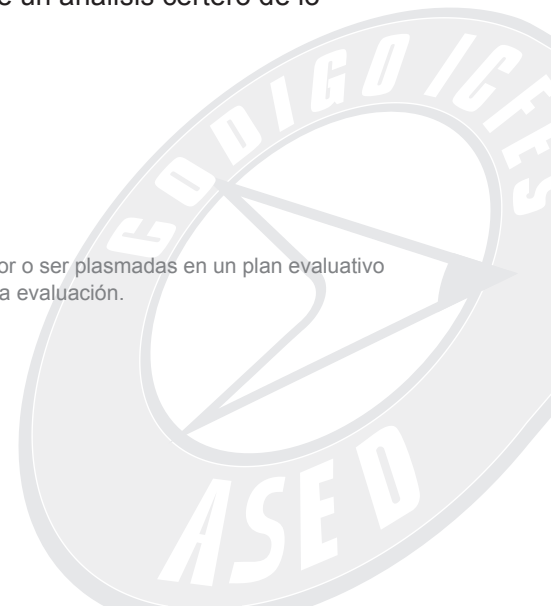 e un análisis certero de lo
CODIGO ICFES
or o ser plasmadas en un plan evaluativo
a evaluación.
ASED